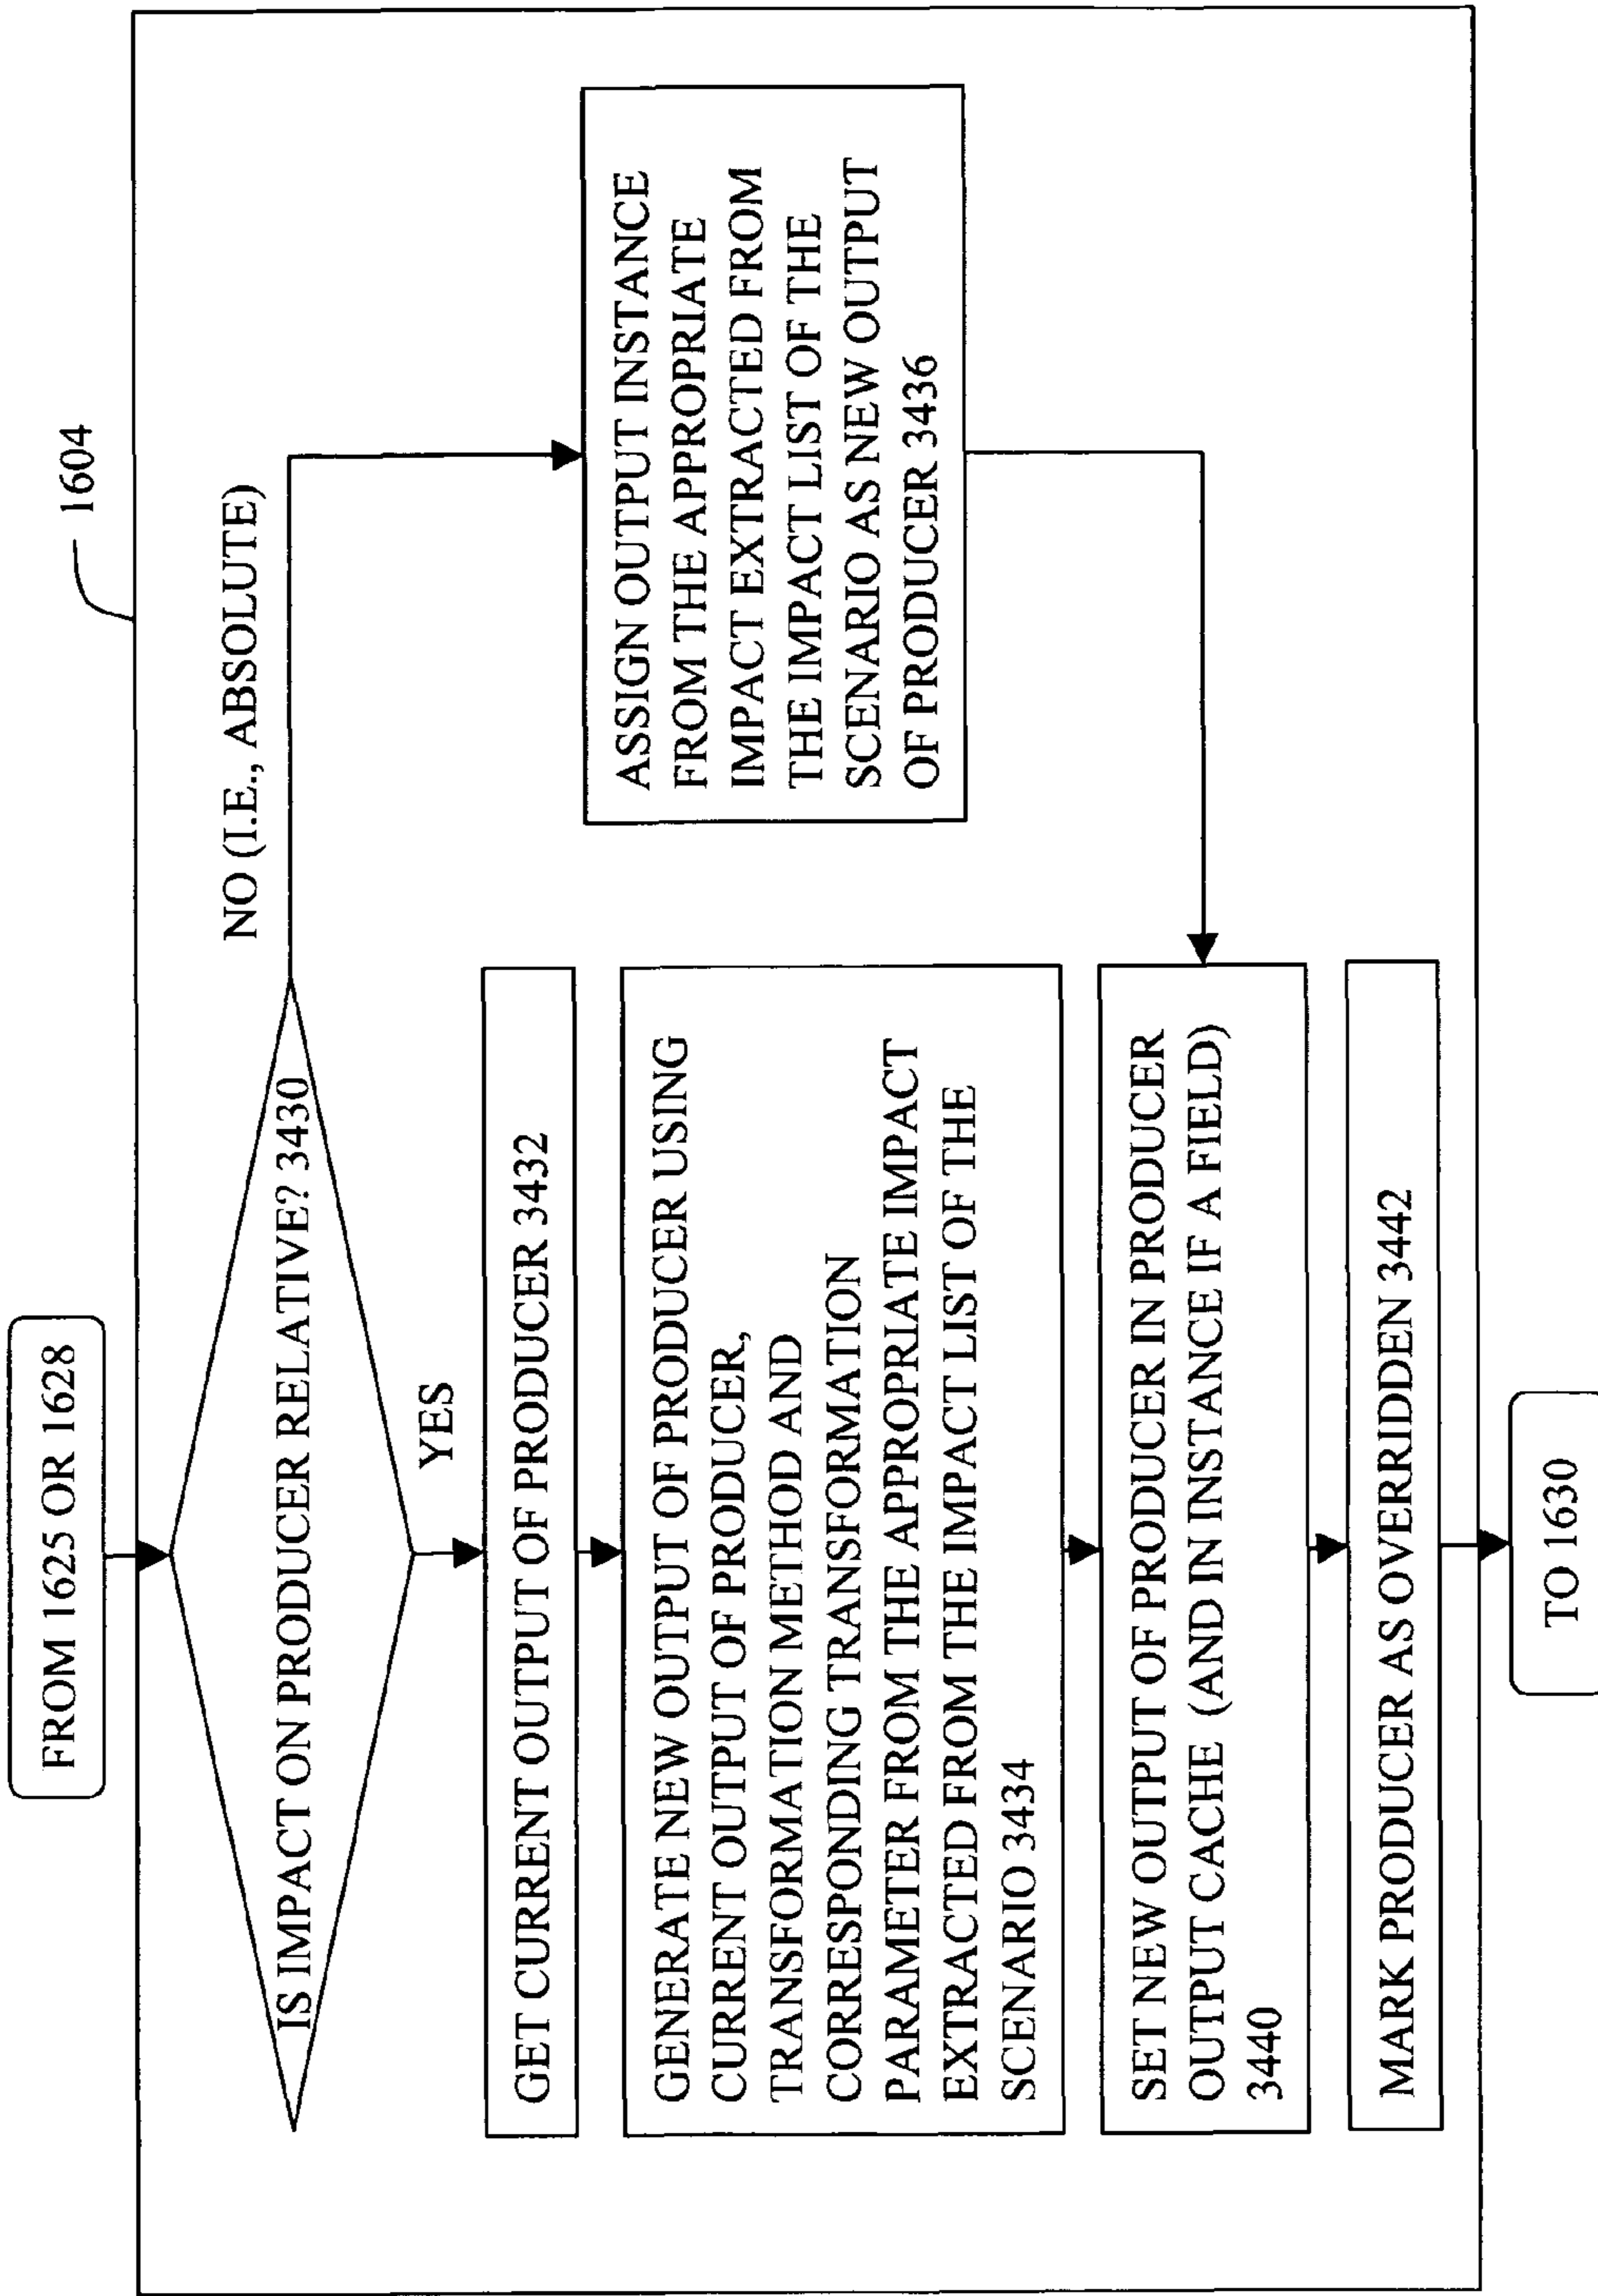 FROM 1625 OR 1628
1604
IS IMPACT ON PRODUCER RELATIVE? 3430
NO (I.E., ABSOLUTE)
YES
GET CURRENT OUTPUT OF PRODUCER 3432
GENERATE NEW OUTPUT OF PRODUCER USING
CURRENT OUTPUT OF PRODUCER,
TRANSFORMATION METHOD AND
CORRESPONDING TRANSFORMATION
PARAMETER FROM THE APPROPRIATE IMPACT
EXTRACTED FROM THE IMPACT LIST OF THE
SCENARIO 3434
ASSIGN OUTPUT INSTANCE
FROM THE APPROPRIATE
IMPACT EXTRACTED FROM
THE IMPACT LIST OF THE
SCENARIO AS NEW OUTPUT
OF PRODUCER 3436
SET NEW OUTPUT OF PRODUCER IN PRODUCER
OUTPUT CACHE (AND IN INSTANCE IF A FIELD)
3440
MARK PRODUCER AS OVERRIDDEN 3442
TO 1630